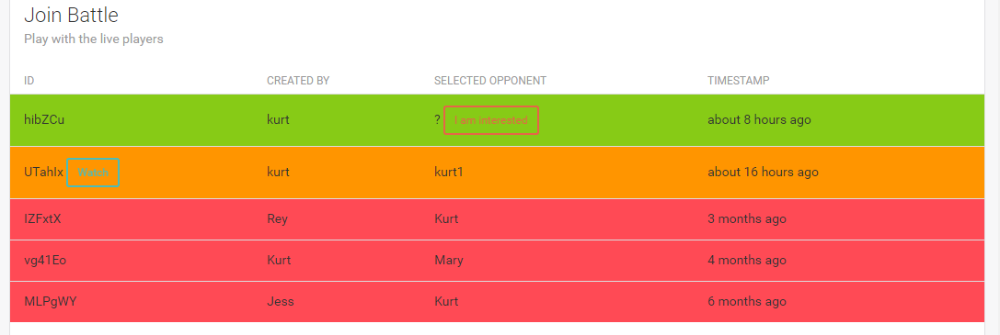 Join Battle
Play with the live players
ID CREATED BY SELECTED OPPONENT TIMESTAMP
hibZCu kurt ? I am interested about 8 hours ago
UTahIx Watch kurt kurt1 about 16 hours ago
IZFxtX Rey Kurt 3 months ago
vg41Eo Kurt Mary 4 months ago
MLPgWY Jess Kurt 6 months ago